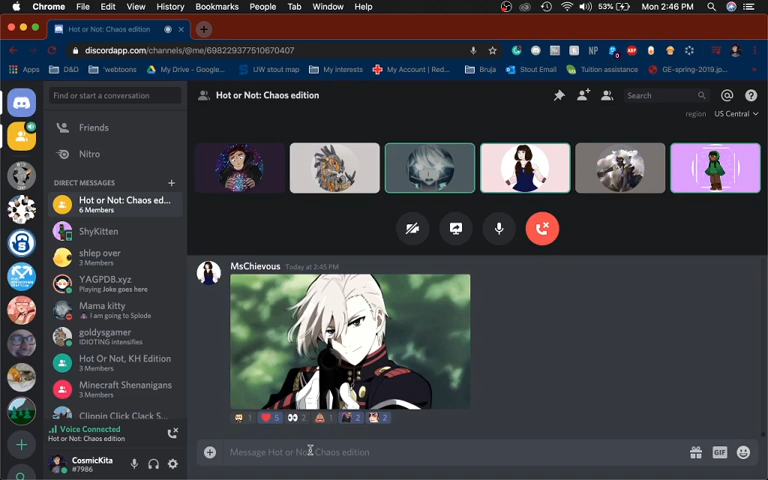 Chrome File Edit View History Bookmarks People Tab Window Help 53% Mon 2:46 PM
Hot or Not: Chaos edition
discordapp.com/channels/@me/698229377510670407
Apps D&D *webtoons My Drive - Google... UW stout map My interests My Account | Red... Bruja Stout Email Tuition assistance GE-spring-2019.jp...
Find or start a conversation
Hot or Not: Chaos edition
Search
region US Central
Friends
Nitro
DIRECT MESSAGES
Hot or Not: Chaos ed...
6 Members
ShyKitten
shlep over
3 Members
YAGPDB.xyz
Playing Joke goes here
Mama kitty
I am going to Splode
goldysgamer
IDIOTING intensifies
Hot Or Not, KH Edition
3 Members
Minecraft Shenanigans
3 Members
Clippin Click Clack S...
Voice Connected
Hot or Not: Chaos edition
CosmicKita
#7986
MsChievous Today at 2:45 PM
1 5 2 1 2 2
Message Hot or Not: Chaos edition
GIF